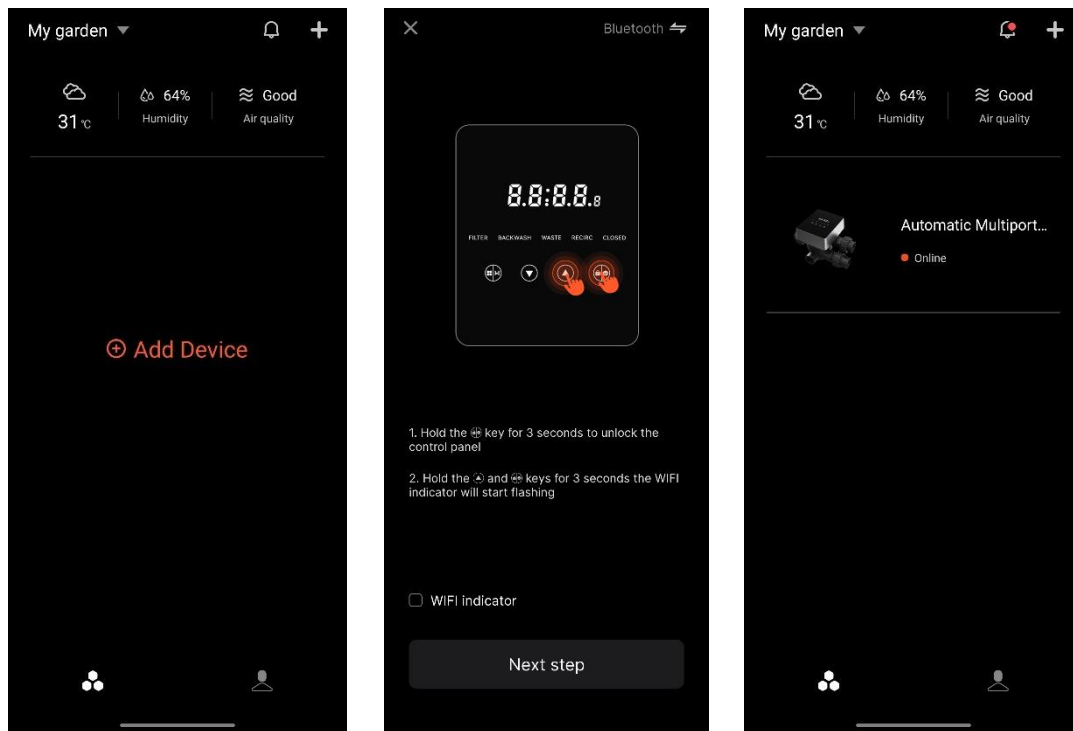 My garden
31 °C
64%
Humidity
Good
Air quality
Add Device
Bluetooth
8.8:8.8.8
FILTER BACKWASH WASTE RECIRC CLOSED
1. Hold the key for 3 seconds to unlock the
control panel
2. Hold the and keys for 3 seconds the WIFI
indicator will start flashing
WIFI indicator
Next step
My garden
31 °C
64%
Humidity
Good
Air quality
Automatic Multiport...
Online